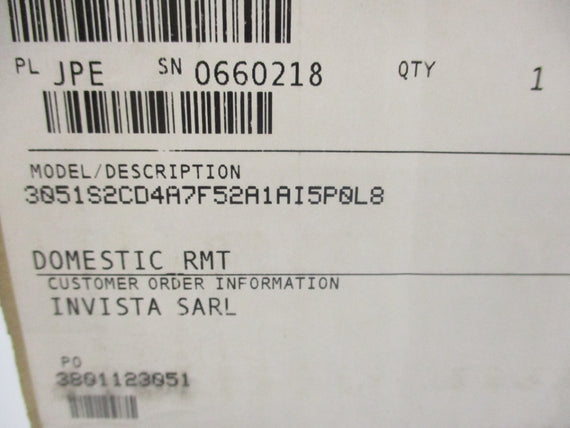 PL JPE SN 0660218 QTY 1
MODEL/DESCRIPTION
3051S2CD4A7F52A1AI5P0L8
DOMESTIC RMT
CUSTOMER ORDER INFORMATION
INVISTA SARL
PO
3801123051